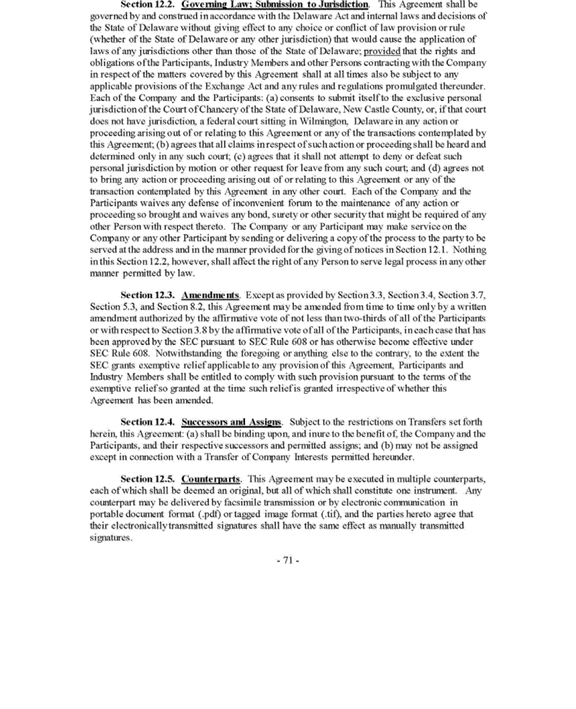 Section 12.2. Governing Law; Submission to Jurisdiction. This Agreement shall be
governed by and construed in accordance with the Delaware Act and internal laws and decisions of
the State of Delaware without giving effect to any choice or conflict of law provision or rule
(whether of the State of Delaware or any other jurisdiction) that would cause the application of
laws of any jurisdictions other than those of the State of Delaware; provided that the rights and
obligations of the Participants, Industry Members and other Persons contracting with the Company
in respect of the matters covered by this Agreement shall at all times also be subject to any
applicable provisions of the Exchange Act and any rules and regulations promulgated thereunder.
Each of the Company and the Participants: (a) consents to submit itself to the exclusive personal
jurisdiction of the Court of Chancery of the State of Delaware, New Castle County, or, if that court
does not have jurisdiction, a federal court sitting in Wilmington, Delaware in any action or
proceeding arising out of or relating to this Agreement or any of the transactions contemplated by
this Agreement; (b) agrees that all claims in respect of such action or proceeding shall be heard and
determined only in any such court; (c) agrees that it shall not attempt to deny or defeat such
personal jurisdiction by motion or other request for leave from any such court; and (d) agrees not
to bring any action or proceeding arising out of or relating to this Agreement or any of the
transaction contemplated by this Agreement in any other court. Each of the Company and the
Participants waives any defense of inconvenient forum to the maintenance of any action or
proceeding so brought and waives any bond, surety or other security that might be required of any
other Person with respect thereto. The Company or any Participant may make service on the
Company or any other Participant by sending or delivering a copy of the process to the party to be
served at the address and in the manner provided for the giving of notices in Section 12.1. Nothing
in this Section 12.2, however, shall affect the right of any Person to serve legal process in any other
manner permitted by law.
Section 12.3. Amendments. Except as provided by Section 3.3, Section 3.4, Section 3.7,
Section 5.3, and Section 8.2, this Agreement may be amended from time to time only by a written
amendment authorized by the affirmative vote of not less than two-thirds of all of the Participants
or with respect to Section 3.8 by the affirmative vote of all of the Participants, in each case that has
been approved by the SEC pursuant to SEC Rule 608 or has otherwise become effective under
SEC Rule 608. Notwithstanding the foregoing or anything else to the contrary, to the extent the
SEC grants exemptive relief applicable to any provision of this Agreement, Participants and
Industry Members shall be entitled to comply with such provision pursuant to the terms of the
exemptive relief so granted at the time such relief is granted irrespective of whether this
Agreement has been amended.
Section 12.4. Successors and Assigns. Subject to the restrictions on Transfers set forth
herein, this Agreement: (a) shall be binding upon, and inure to the benefit of, the Company and the
Participants, and their respective successors and permitted assigns; and (b) may not be assigned
except in connection with a Transfer of Company Interests permitted hereunder.
Section 12.5. Counterparts. This Agreement may be executed in multiple counterparts,
each of which shall be deemed an original, but all of which shall constitute one instrument. Any
counterpart may be delivered by facsimile transmission or by electronic communication in
portable document format (.pdf) or tagged image format (.tif), and the parties hereto agree that
their electronically transmitted signatures shall have the same effect as manually transmitted
signatures.
- 71 -